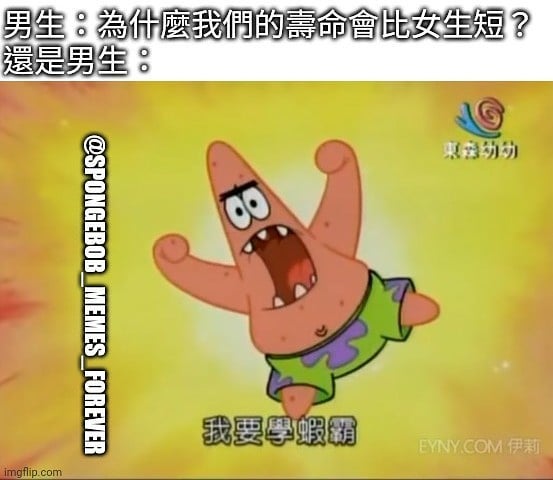 男生：為什麼我們的壽命會比女生短？
還是男生：
東森幼幼
@SPONGEBOB_MEMES_FOREVER
我要學蝦霸
EYNY.COM 伊莉
imgflip.com